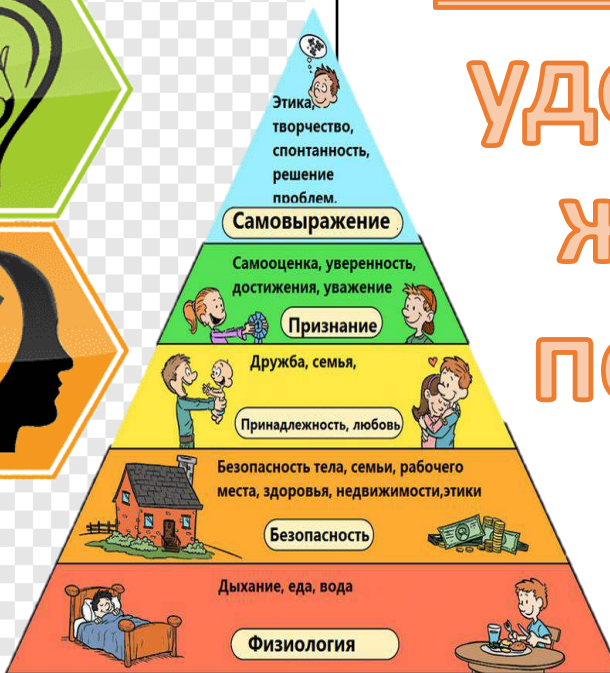 Этика,
творчество,
спонтанность,
решение
проблем.
Самовыражение
Самооценка, уверенность,
достижения, уважение
Признание
Дружба, семья,
Принадлежность, любовь
Безопасность тела, семьи, рабочего
места, здоровья, недвижимости,этики
Безопасность
Дыхание, еда, вода
Физиология